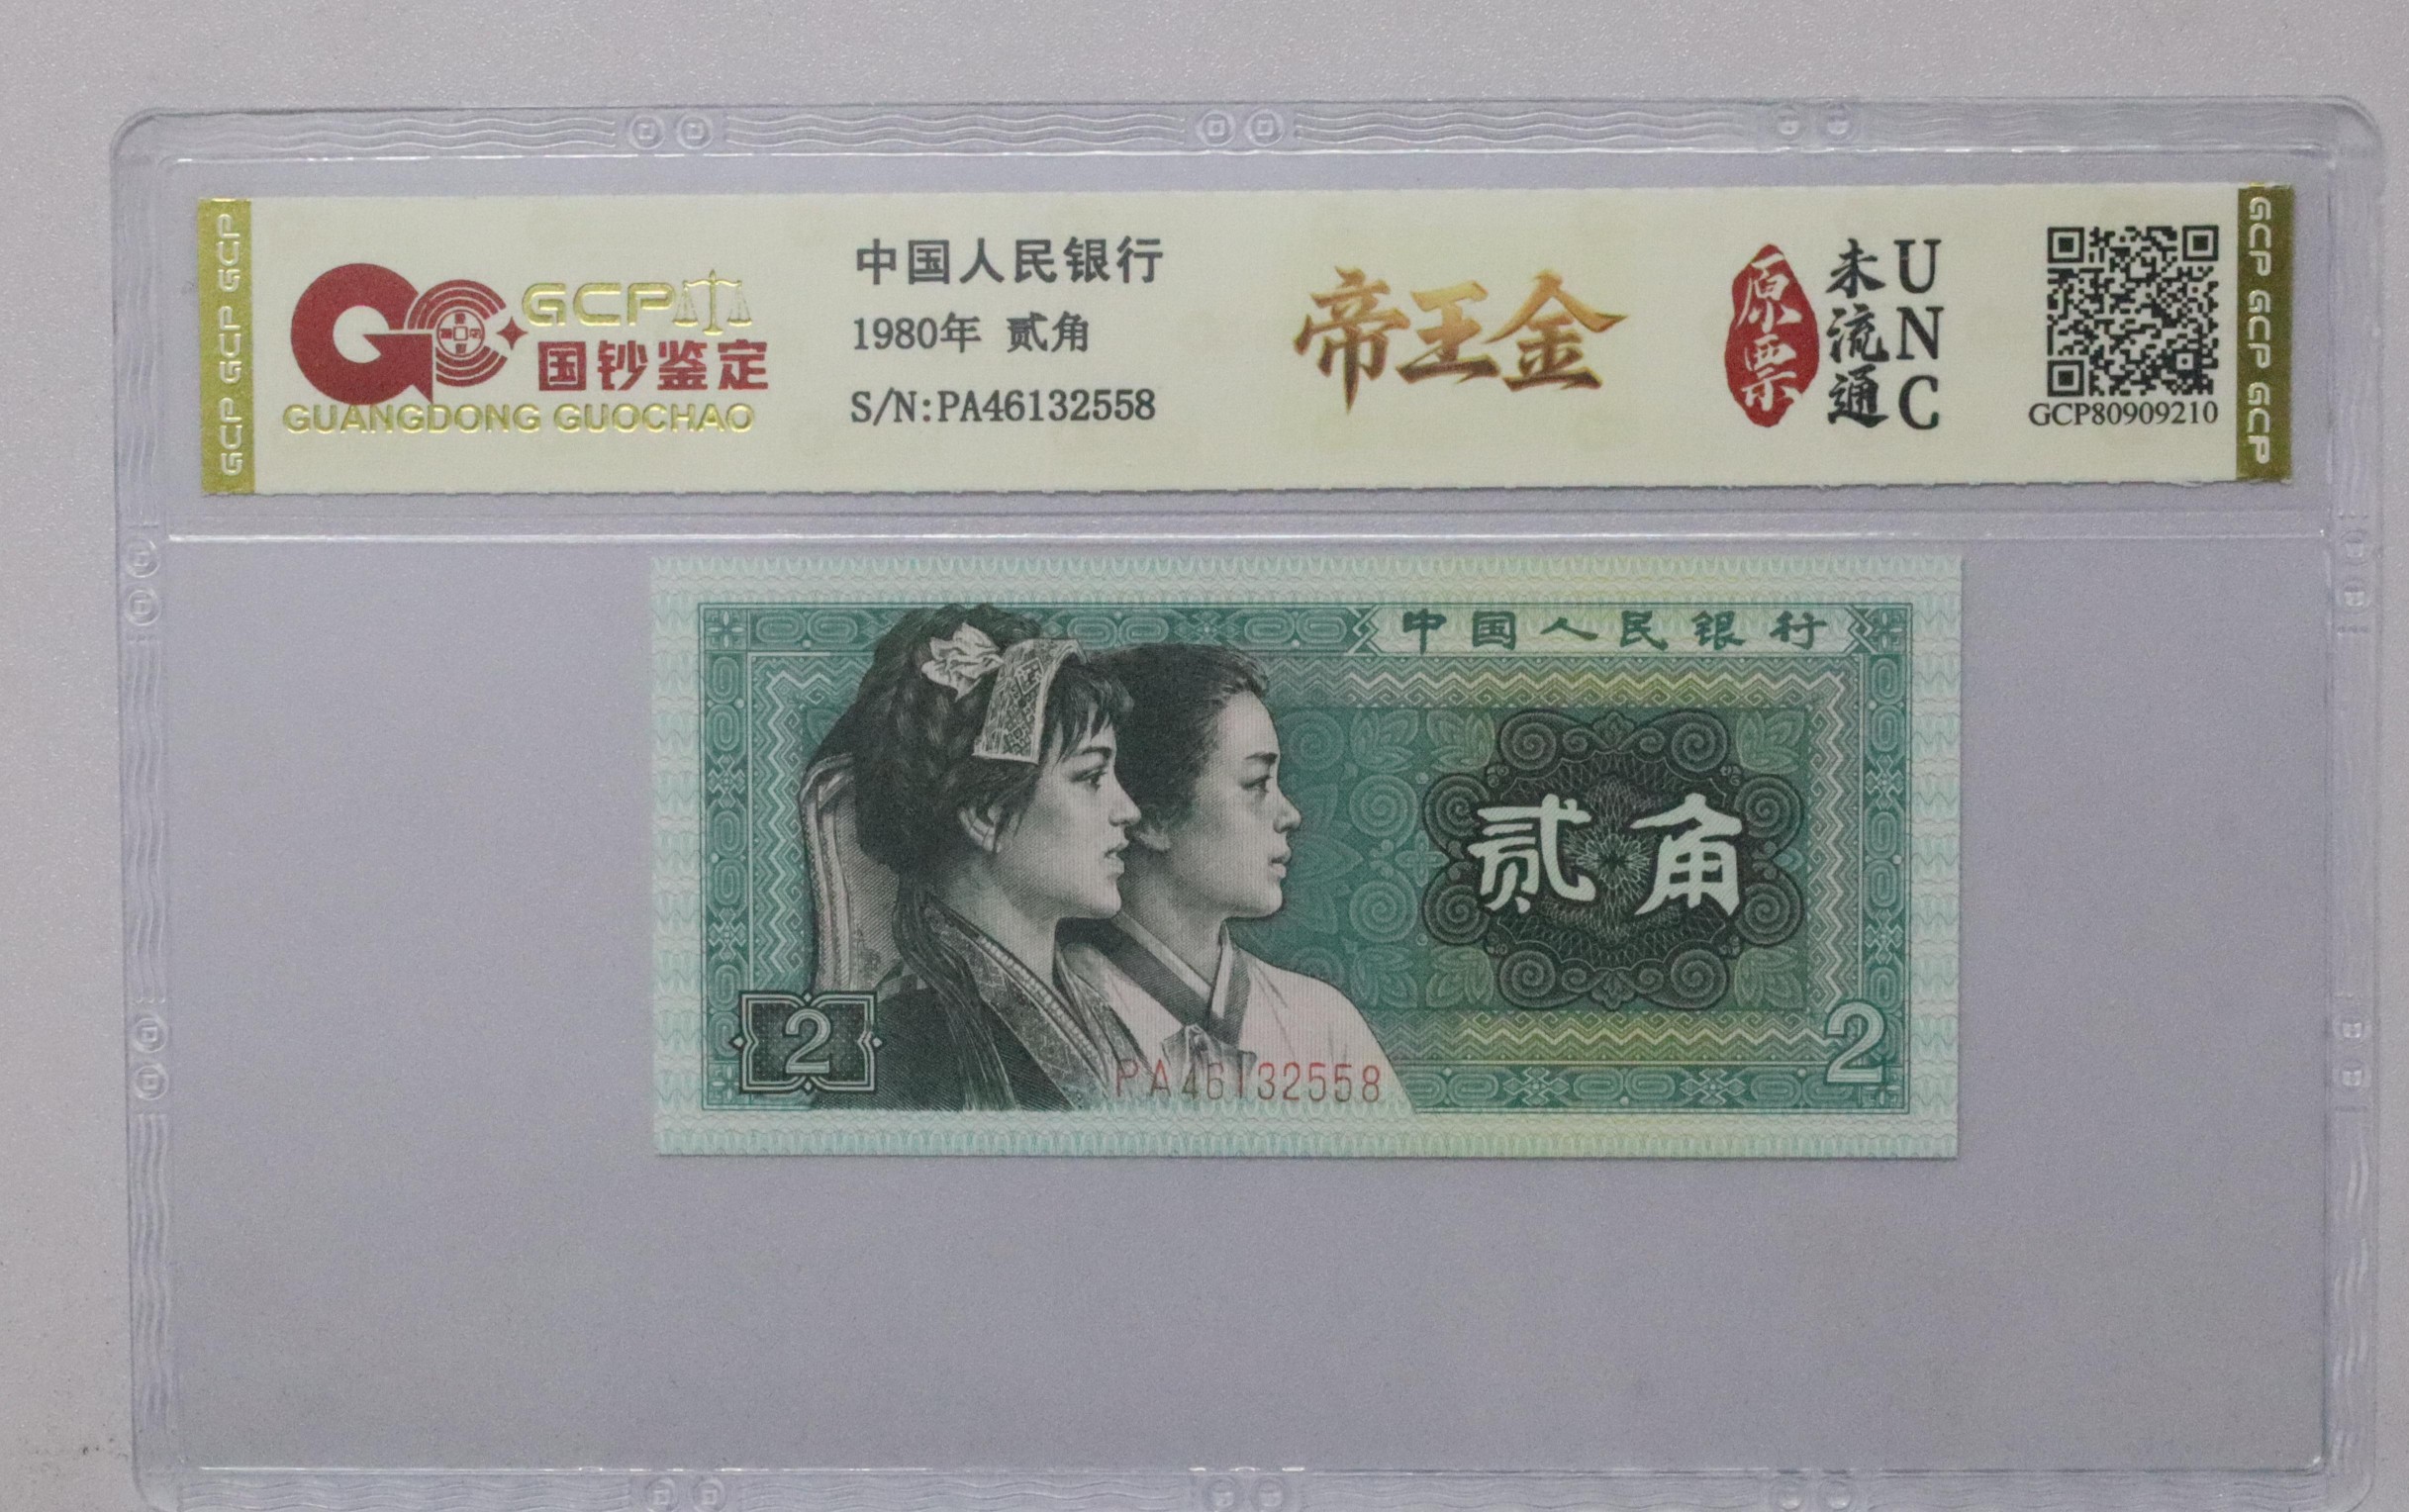 GCP GCP GCP
GCP
国钞鉴定
GUANGDONG GUOCHAO
中国人民银行
1980年 贰角
S/N:PA46132558
帝王金
原票
未流通
UNC
GCP80909210
GCP GCP GCP
中国人民银行
贰角
2
2
PA46132558